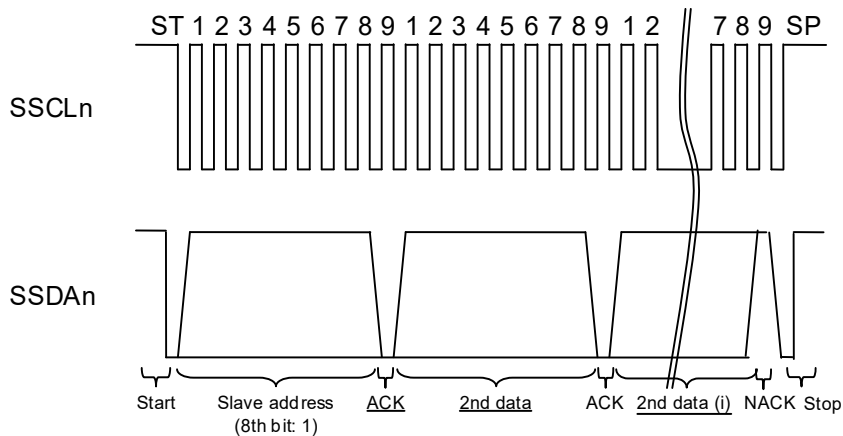 ST 1 2 3 4 5 6 7 8 9 1 2 3 4 5 6 7 8 9 1 2 7 8 9 SP
SSCLn
SSDAn
Start Slave address ACK 2nd data ACK 2nd data (i) NACK Stop
(8th bit: 1)